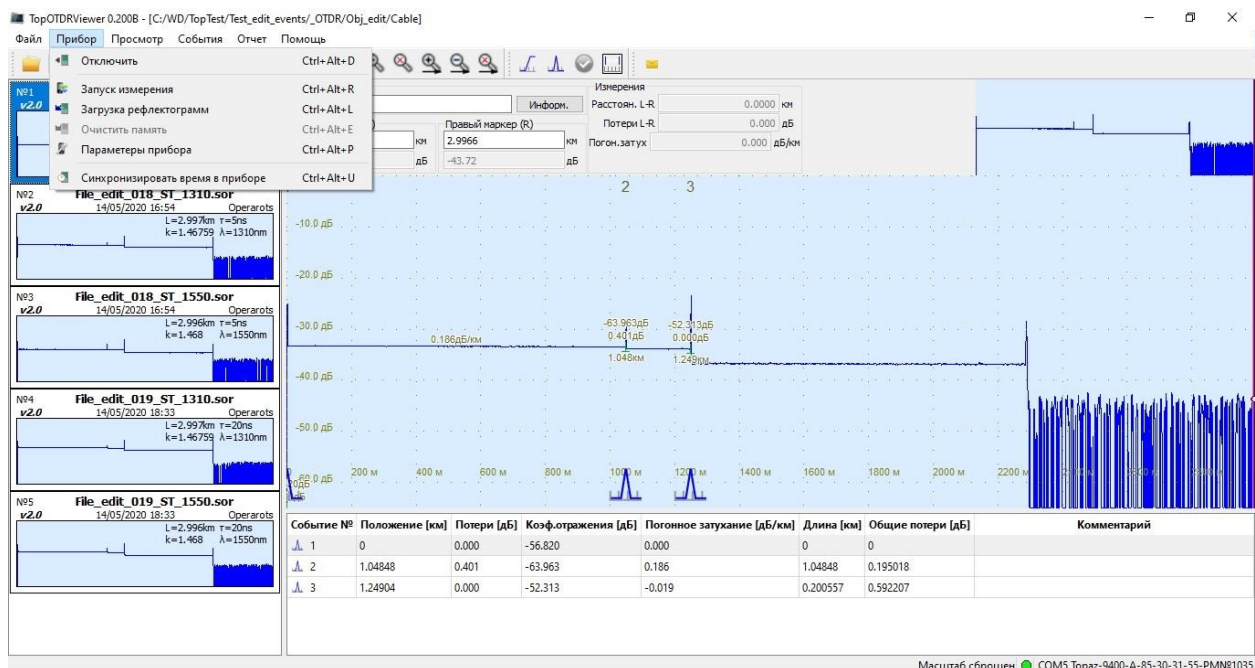 TopOTDRViewer 0.200B - [C:/WD/TopTest/Test_edit_events/_OTDR/Obj_edit/Cable]
Файл Прибор Просмотр События Отчет Помощь
Отключить Ctrl+Alt+D
Запуск измерения Ctrl+Alt+R
Загрузка рефлектограмм Ctrl+Alt+L
Очистить память Ctrl+Alt+E
Параметры прибора Ctrl+Alt+P
Синхронизировать время в приборе Ctrl+Alt+U
№1
v2.0
Информ.
Правый маркер (R)
км 2.9966 км
дБ -43.72 дБ
Измерения
Расстоян. L-R 0.0000 км
Потери L-R 0.000 дБ
Погон.затух 0.000 дБ/км
№2 File_edit_018_ST_1310.sor
v2.0 14/05/2020 16:54 Operarots
L=2.997km τ=5ns
k=1.46759 λ=1310nm
№3 File_edit_018_ST_1550.sor
v2.0 14/05/2020 16:54 Operarots
L=2.996km τ=5ns
k=1.468 λ=1550nm
№4 File_edit_019_ST_1310.sor
v2.0 14/05/2020 18:33 Operarots
L=2.997km τ=20ns
k=1.46759 λ=1310nm
№5 File_edit_019_ST_1550.sor
v2.0 14/05/2020 18:33 Operarots
L=2.996km τ=20ns
k=1.468 λ=1550nm
2 3
-10.0 дБ
-20.0 дБ
-30.0 дБ
-40.0 дБ
-50.0 дБ
-60.0 дБ
0.186дБ/км
-63.963дБ
0.401дБ
1.048км
-52.313дБ
0.000дБ
1.249км
200 м 400 м 600 м 800 м 1000 м 1200 м 1400 м 1600 м 1800 м 2000 м 2200 м
Событие № Положение [км] Потери [дБ] Коэф.отражения [дБ] Погонное затухание [дБ/км] Длина [км] Общие потери [дБ] Комментарий
1 0 0.000 -56.820 0.000 0 0
2 1.04848 0.401 -63.963 0.186 1.04848 0.195018
3 1.24904 0.000 -52.313 -0.019 0.200557 0.592207
Масштаб сброшен COM5 Topaz-9400-A-85-30-31-55-PM№1035